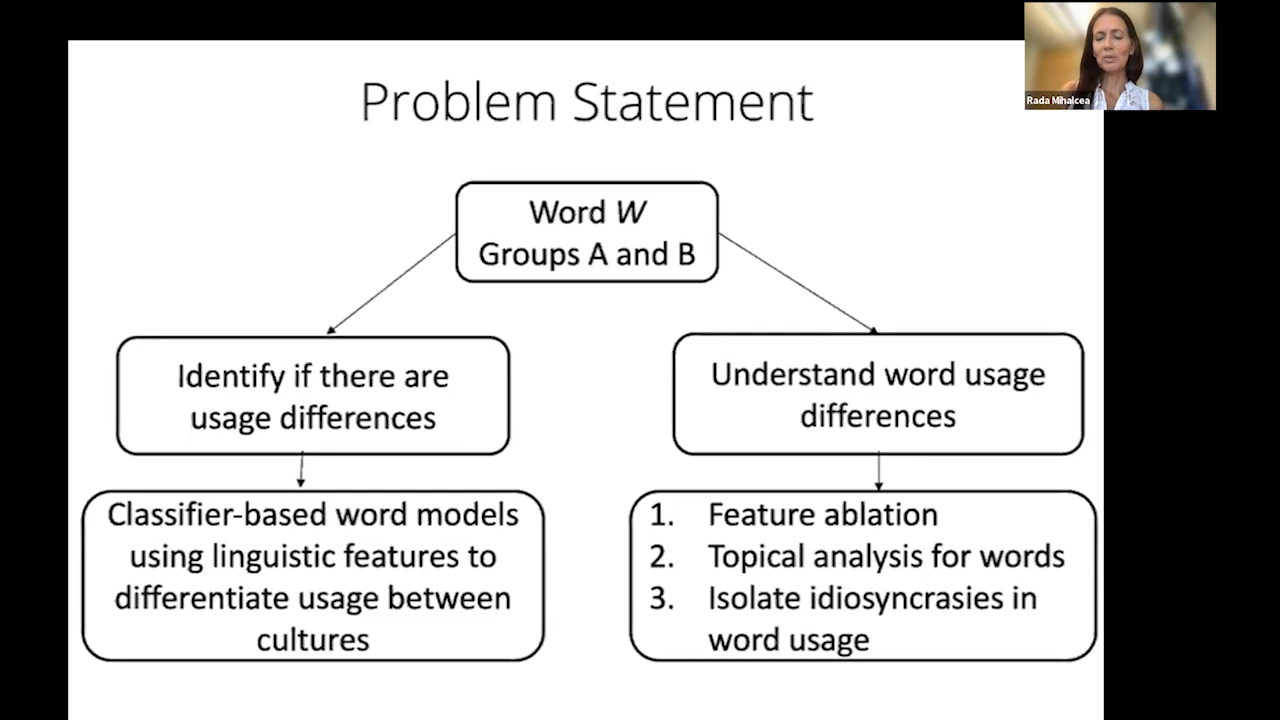 Rada Mihalcea
Problem Statement
Word W
Groups A and B
Identify if there are
usage differences
Understand word usage
differences
Classifier-based word models
using linguistic features to
differentiate usage between
cultures
1. Feature ablation
2. Topical analysis for words
3. Isolate idiosyncrasies in
word usage